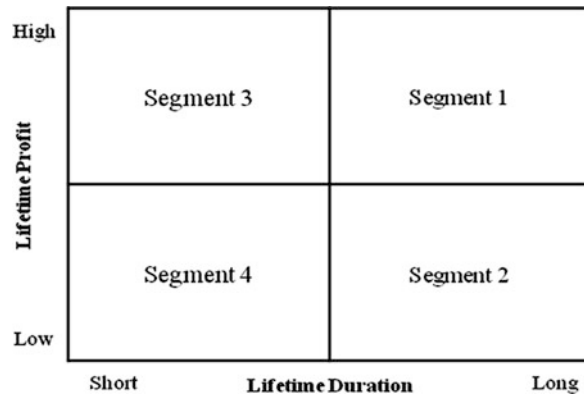 High
Segment 3
Segment 1
Lifetime Profit
Segment 4
Segment 2
Low
Short
Lifetime Duration
Long